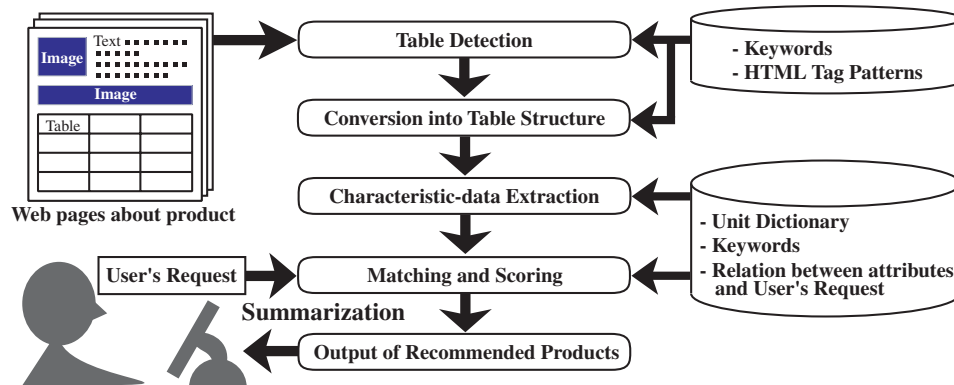 Image
Text
Image
Table
Web pages about product
Table Detection
Conversion into Table Structure
Characteristic-data Extraction
Matching and Scoring
Output of Recommended Products
- Keywords
- HTML Tag Patterns
- Unit Dictionary
- Keywords
- Relation between attributes
and User's Request
User's Request
Summarization